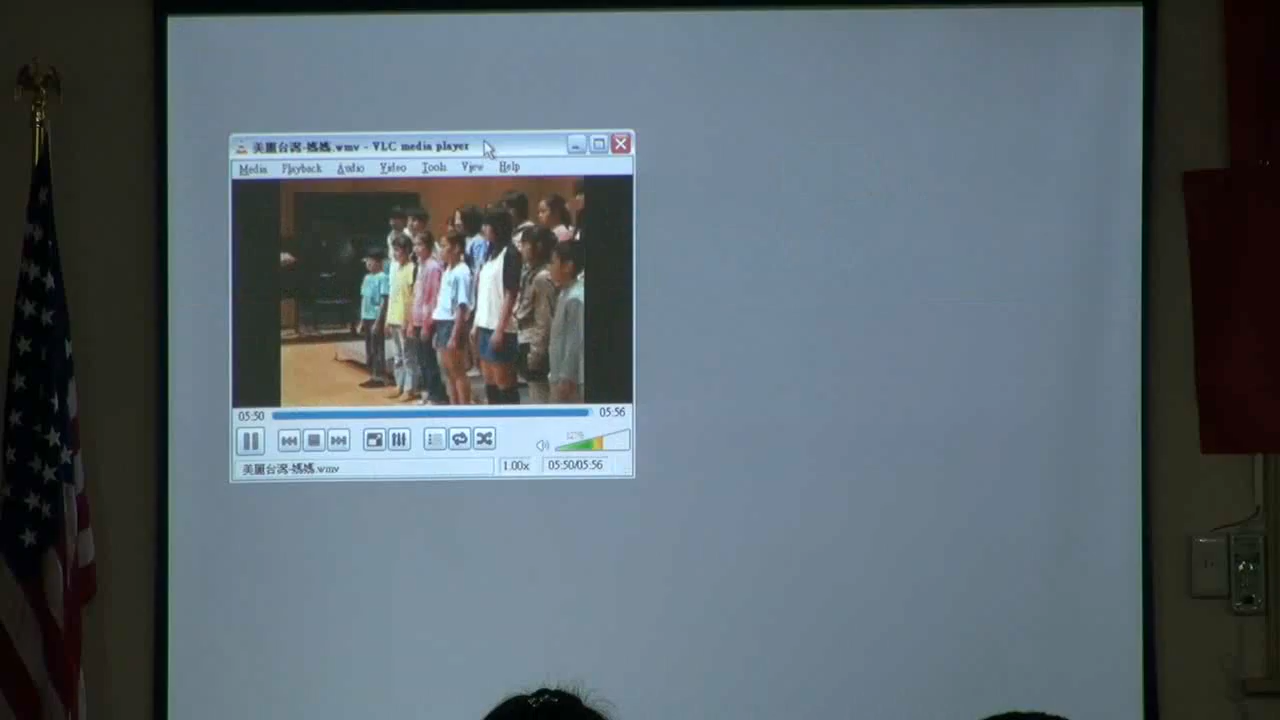 美麗台灣-媽媽.wmv - VLC media player
Media Playback Audio Video Tools View Help
05:50 05:56
127%
美麗台灣-媽媽.wmv 1.00x 05:50/05:56